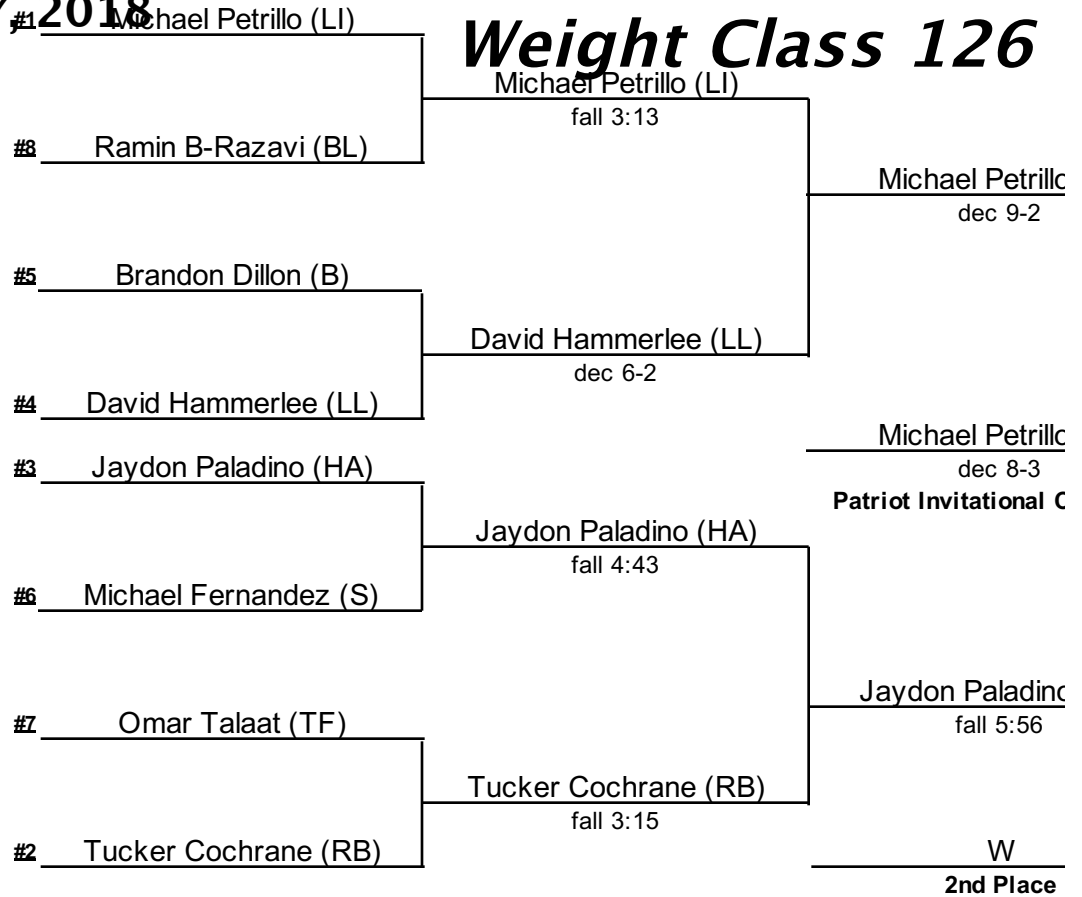 , 2018
Weight Class 126
#1 Michael Petrillo (LI)
Michael Petrillo (LI)
fall 3:13
#8 Ramin B-Razavi (BL)
Michael Petrillo
dec 9-2
#5 Brandon Dillon (B)
David Hammerlee (LL)
dec 6-2
#4 David Hammerlee (LL)
Michael Petrillo
dec 8-3
Patriot Invitational
#3 Jaydon Paladino (HA)
Jaydon Paladino (HA)
fall 4:43
#6 Michael Fernandez (S)
Jaydon Paladino
fall 5:56
#7 Omar Talaat (TF)
Tucker Cochrane (RB)
fall 3:15
#2 Tucker Cochrane (RB)
W
2nd Place